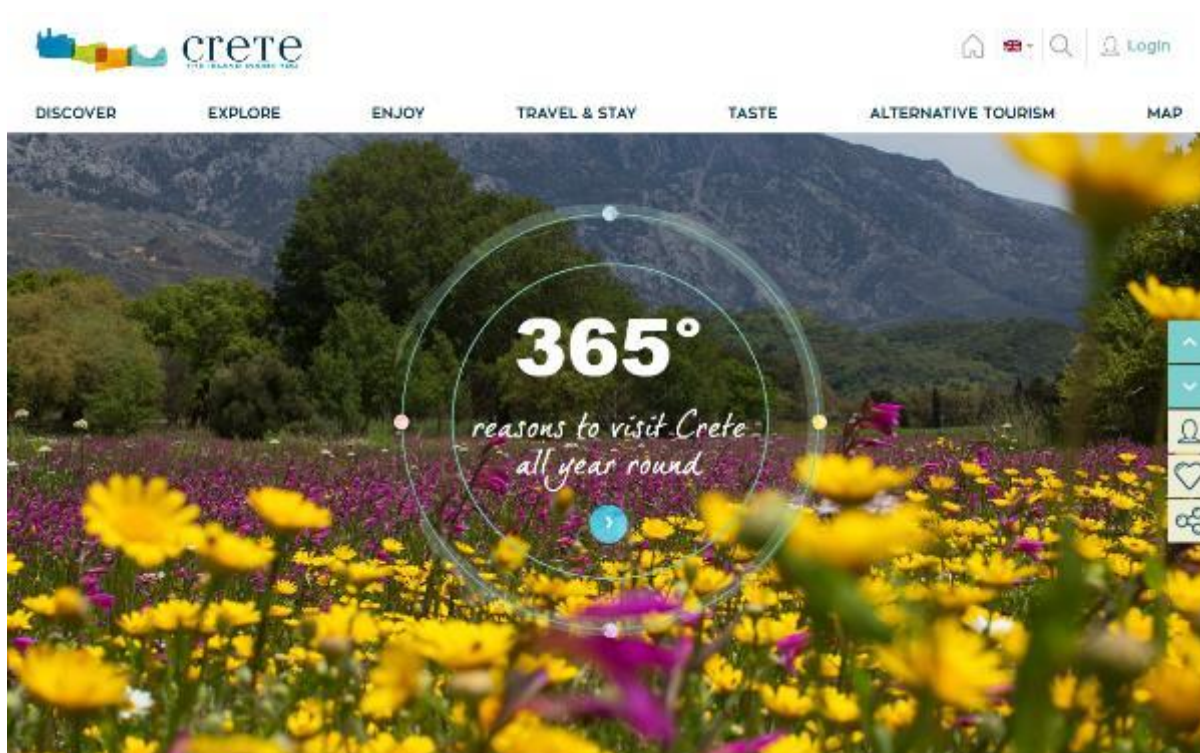 crete
Login
DISCOVER EXPLORE ENJOY TRAVEL & STAY TASTE ALTERNATIVE TOURISM MAP
365°
reasons to visit Crete
all year round